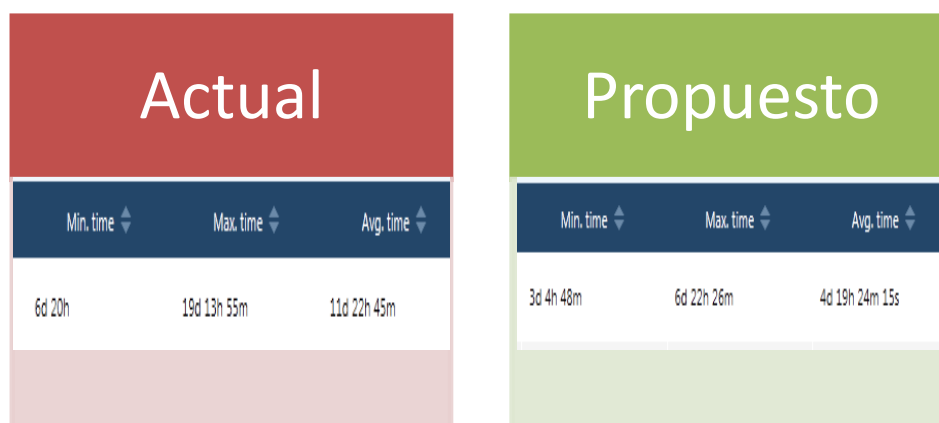 Actual
Min. time Max. time Avg. time
6d 20h 19d 13h 55m 11d 22h 45m
Propuesto
Min. time Max. time Avg. time
3d 4h 48m 6d 22h 26m 4d 19h 24m 15s